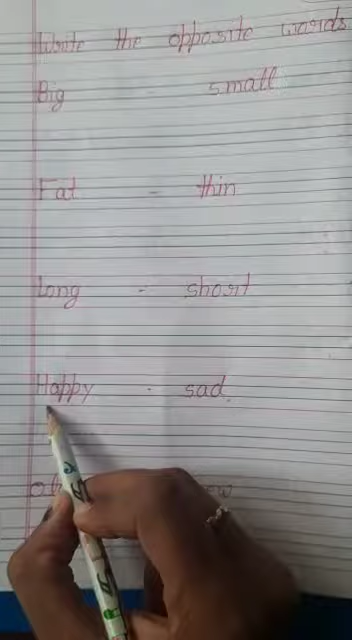 Write the opposite words
Big - small
Fat - thin
Long - short
Happy - sad